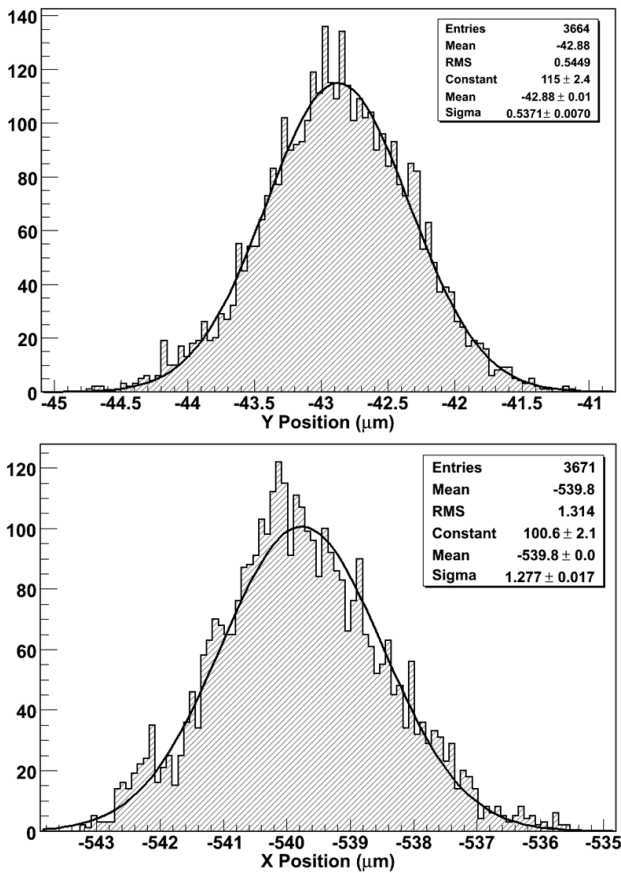 140
120
100
80
60
40
20
0
Entries 3664
Mean -42.88
RMS 0.5449
Constant 115 ± 2.4
Mean -42.88 ± 0.01
Sigma 0.5371 ± 0.0070
-45 -44.5 -44 -43.5 -43 -42.5 -42 -41.5 -41
Y Position (μm)
120
100
80
60
40
20
0
Entries 3671
Mean -539.8
RMS 1.314
Constant 100.6 ± 2.1
Mean -539.8 ± 0.0
Sigma 1.277 ± 0.017
-543 -542 -541 -540 -539 -538 -537 -536 -535
X Position (μm)